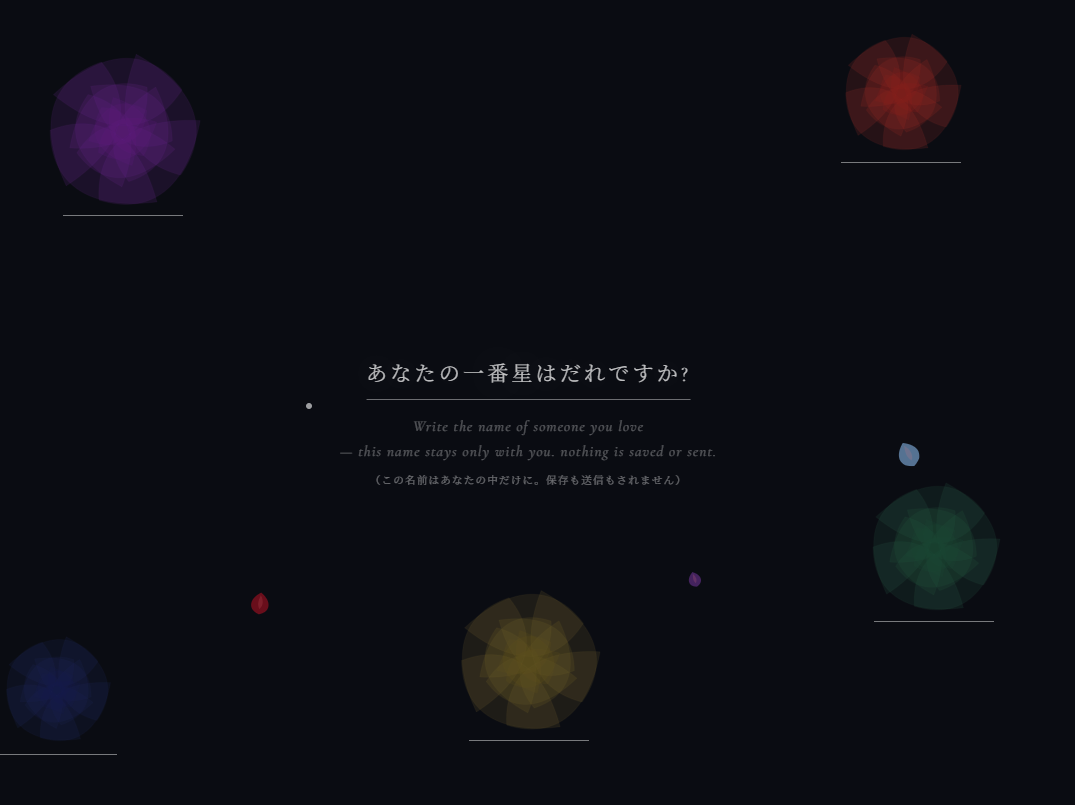 あなたの一番星はだれですか?
Write the name of someone you love
— this name stays only with you. nothing is saved or sent.
（この名前はあなたの中だけに。保存も送信もされません）